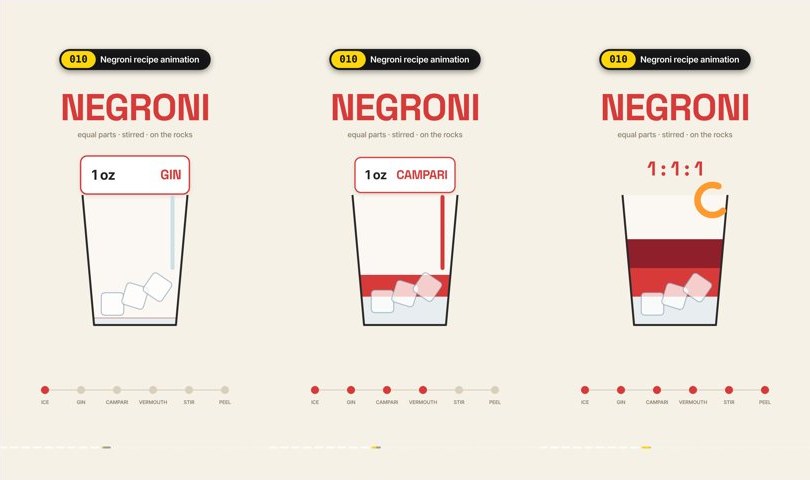 010 Negroni recipe animation
NEGRONI
equal parts · stirred · on the rocks
1 oz GIN
ICE GIN CAMPARI VERMOUTH STIR PEEL
010 Negroni recipe animation
NEGRONI
equal parts · stirred · on the rocks
1 oz CAMPARI
ICE GIN CAMPARI VERMOUTH STIR PEEL
010 Negroni recipe animation
NEGRONI
equal parts · stirred · on the rocks
1:1:1
ICE GIN CAMPARI VERMOUTH STIR PEEL